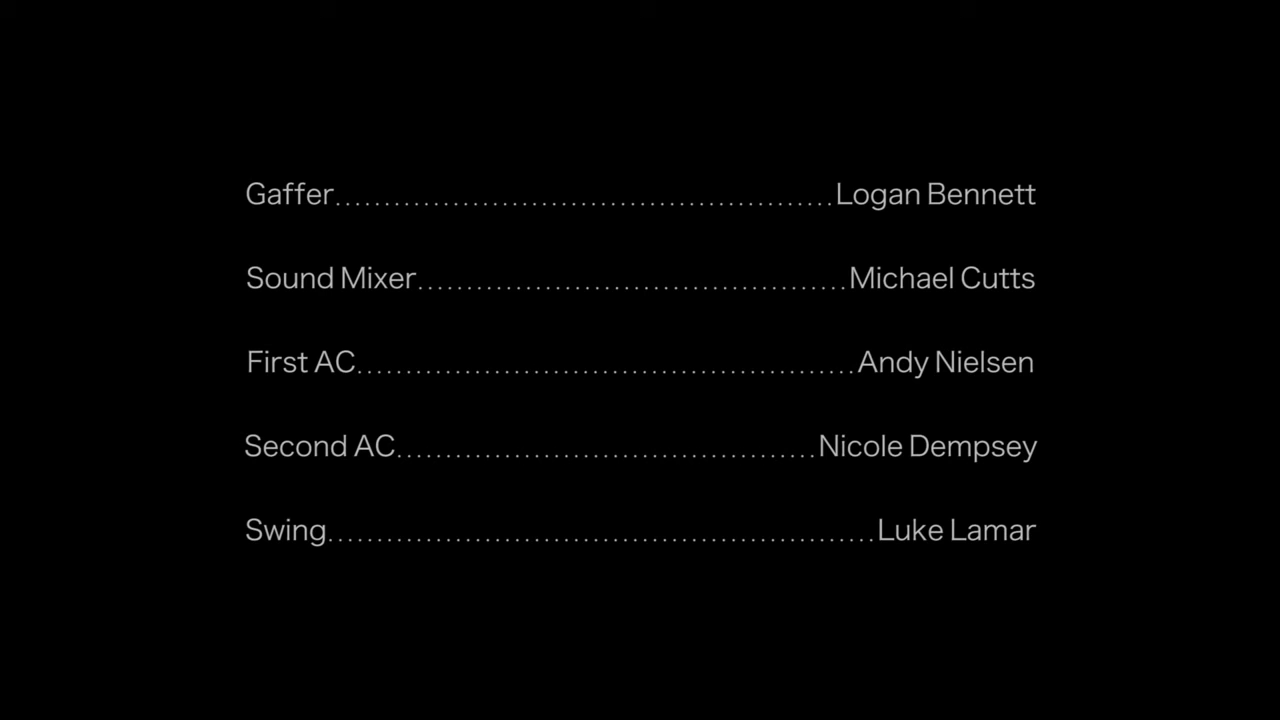 Gaffer..................................................Logan Bennett
Sound Mixer...........................................Michael Cutts
First AC..................................................Andy Nielsen
Second AC..........................................Nicole Dempsey
Swing.......................................................Luke Lamar